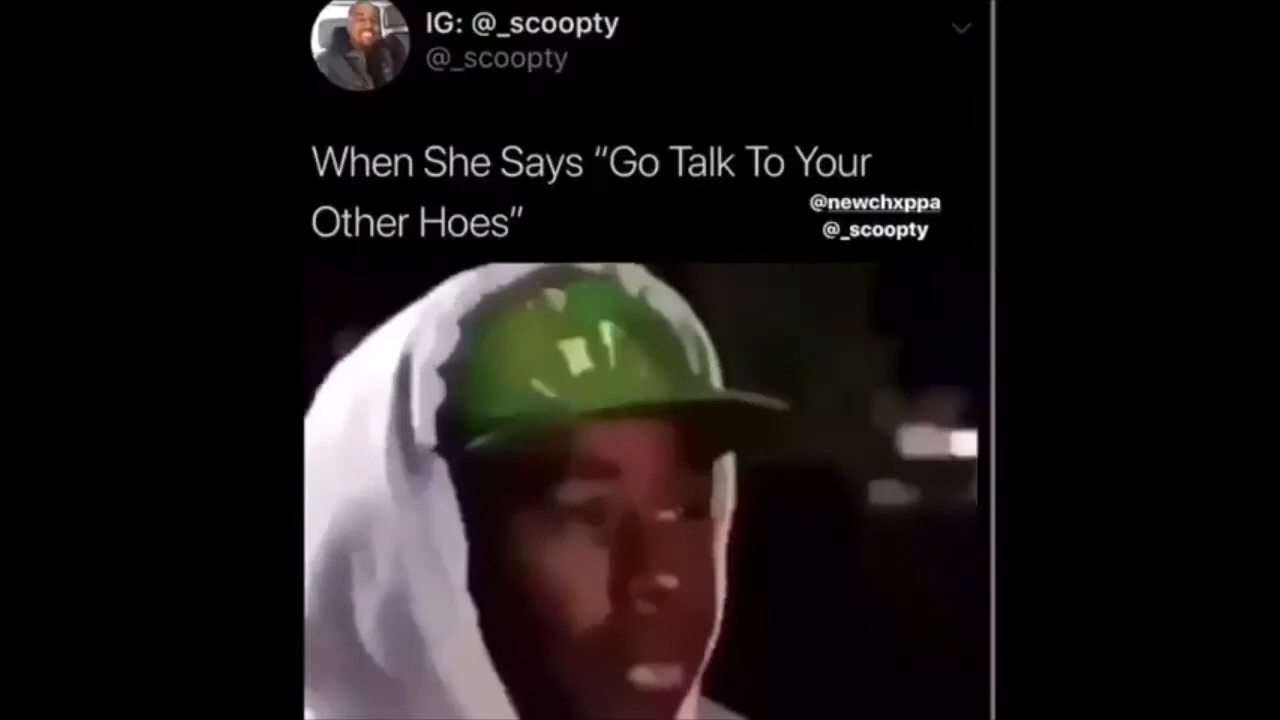 IG: @_scoopty
@_scoopty
When She Says “Go Talk To Your
Other Hoes”
@newchxppa
@_scoopty